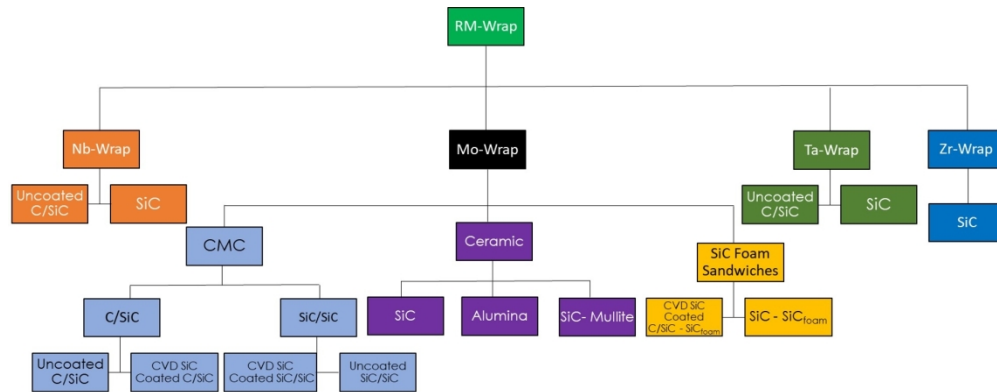 RM-Wrap
Nb-Wrap
Mo-Wrap
Ta-Wrap
Zr-Wrap
Uncoated
C/SiC
SiC
Uncoated
C/SiC
SiC
SiC
CMC
Ceramic
SiC Foam
Sandwiches
C/SiC
SiC/SiC
SiC
Alumina
SiC- Mullite
CVD SiC
Coated
C/SiC - SiCfoam
SiC - SiCfoam
Uncoated
C/SiC
CVD SiC
Coated C/SiC
CVD SiC
Coated SiC/SiC
Uncoated
SiC/SiC